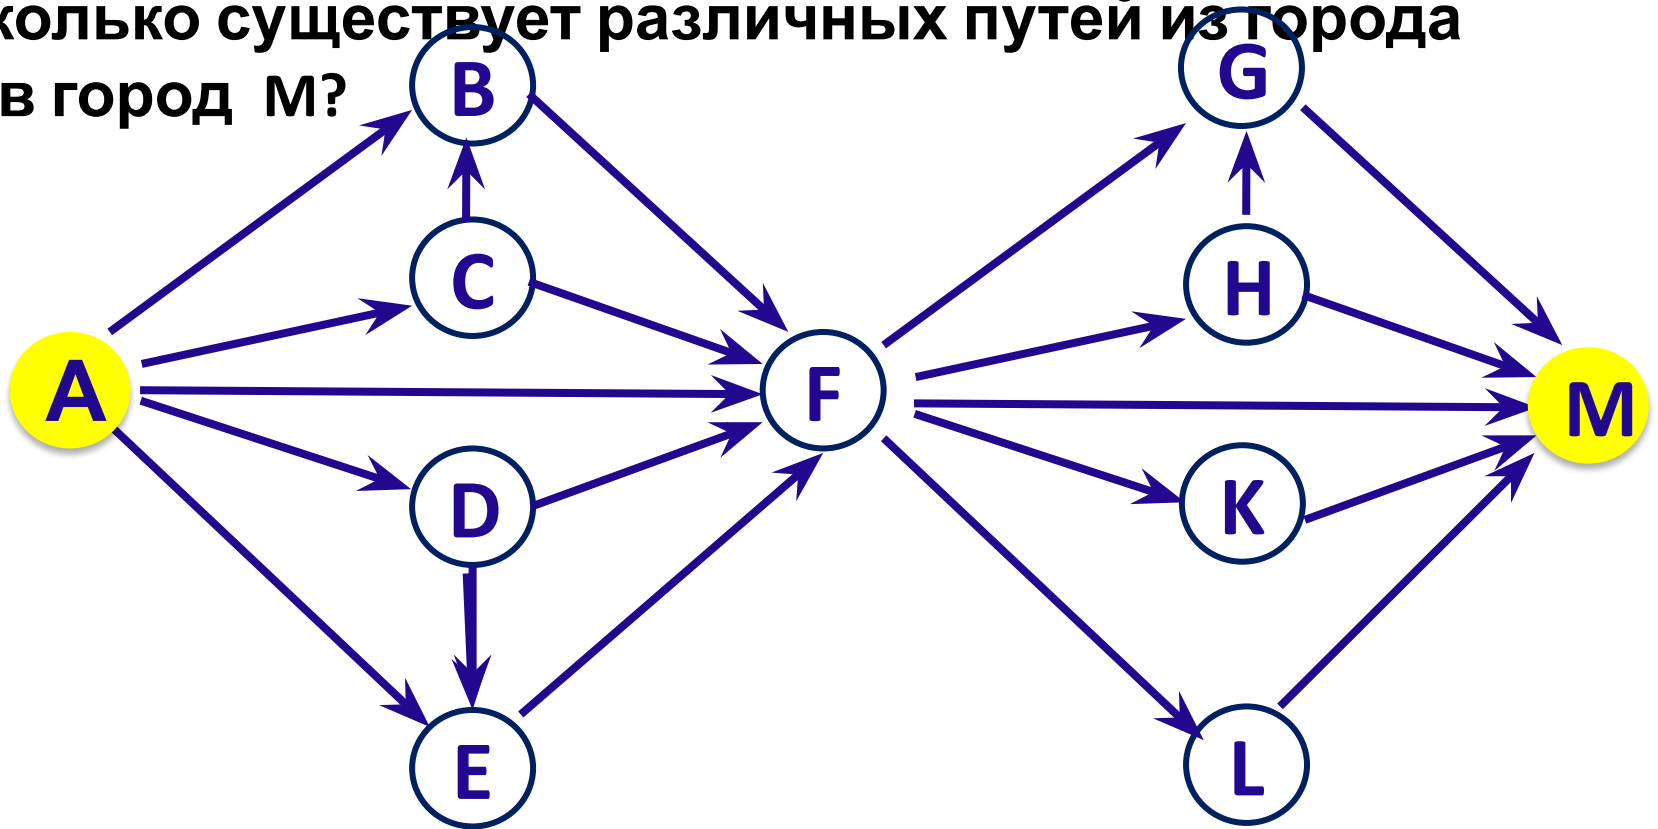 колько существует различных путей из города
в город М?
B
G
C
H
A
F
M
D
K
E
L